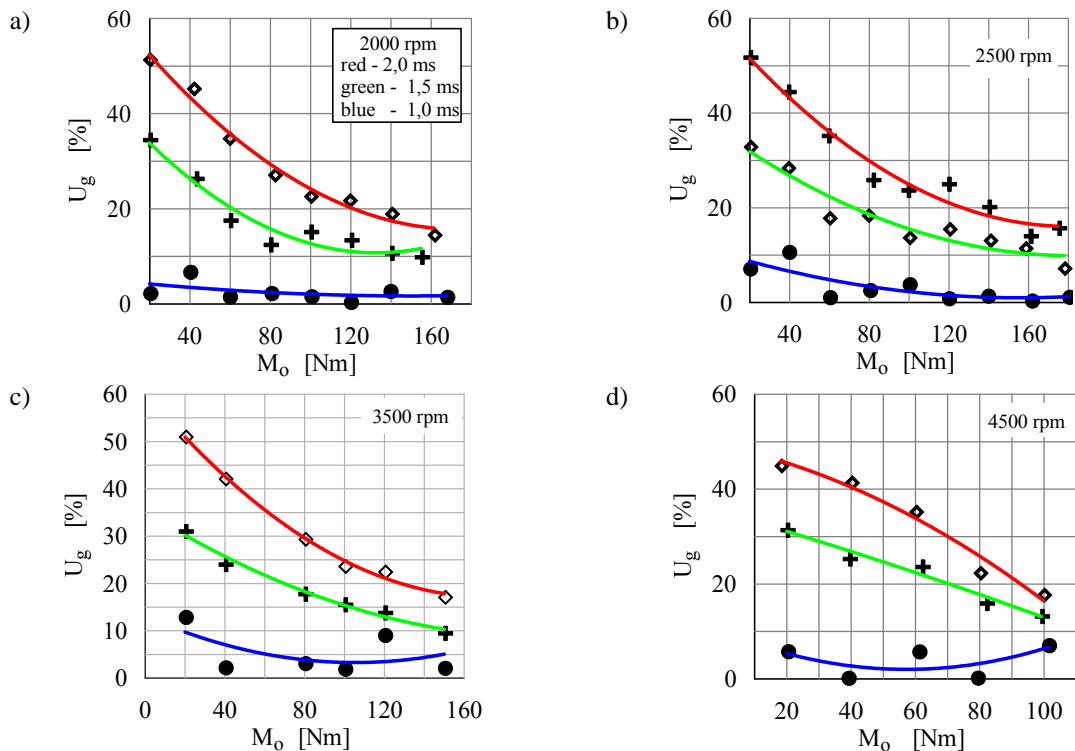 a)
60
40
20
0
U_g [%]
2000 rpm
red - 2,0 ms
green - 1,5 ms
blue - 1,0 ms
40 80 120 160
M_o [Nm]
b)
60
40
20
0
U_g [%]
2500 rpm
40 80 120 160
M_o [Nm]
c)
60
50
40
30
20
10
0
U_g [%]
3500 rpm
0 40 80 120 160
M_o [Nm]
d)
60
40
20
0
U_g [%]
4500 rpm
20 40 60 80 100
M_o [Nm]